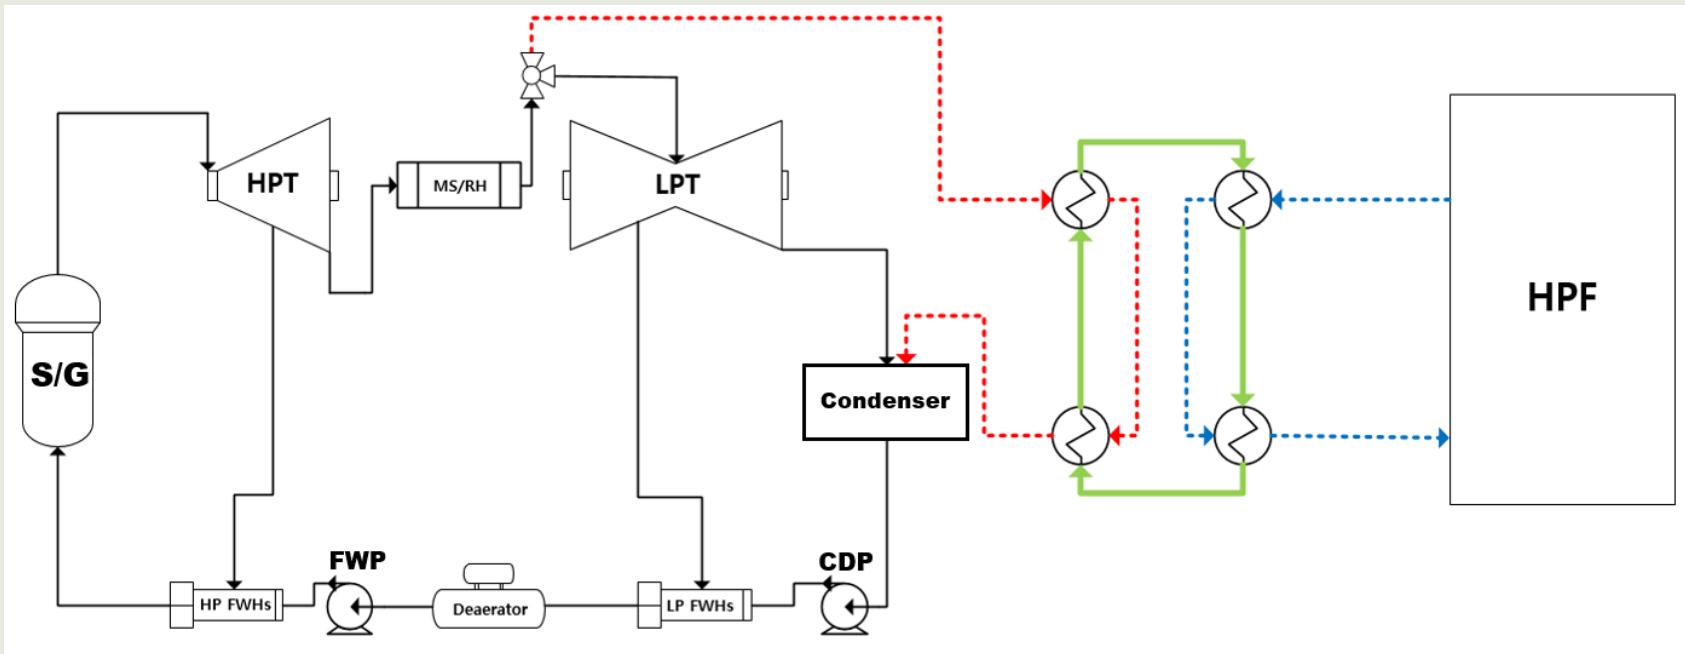 HPT
MS/RH
LPT
HPF
S/G
Condenser
FWP
CDP
HP FWHs
Deaerator
LP FWHs